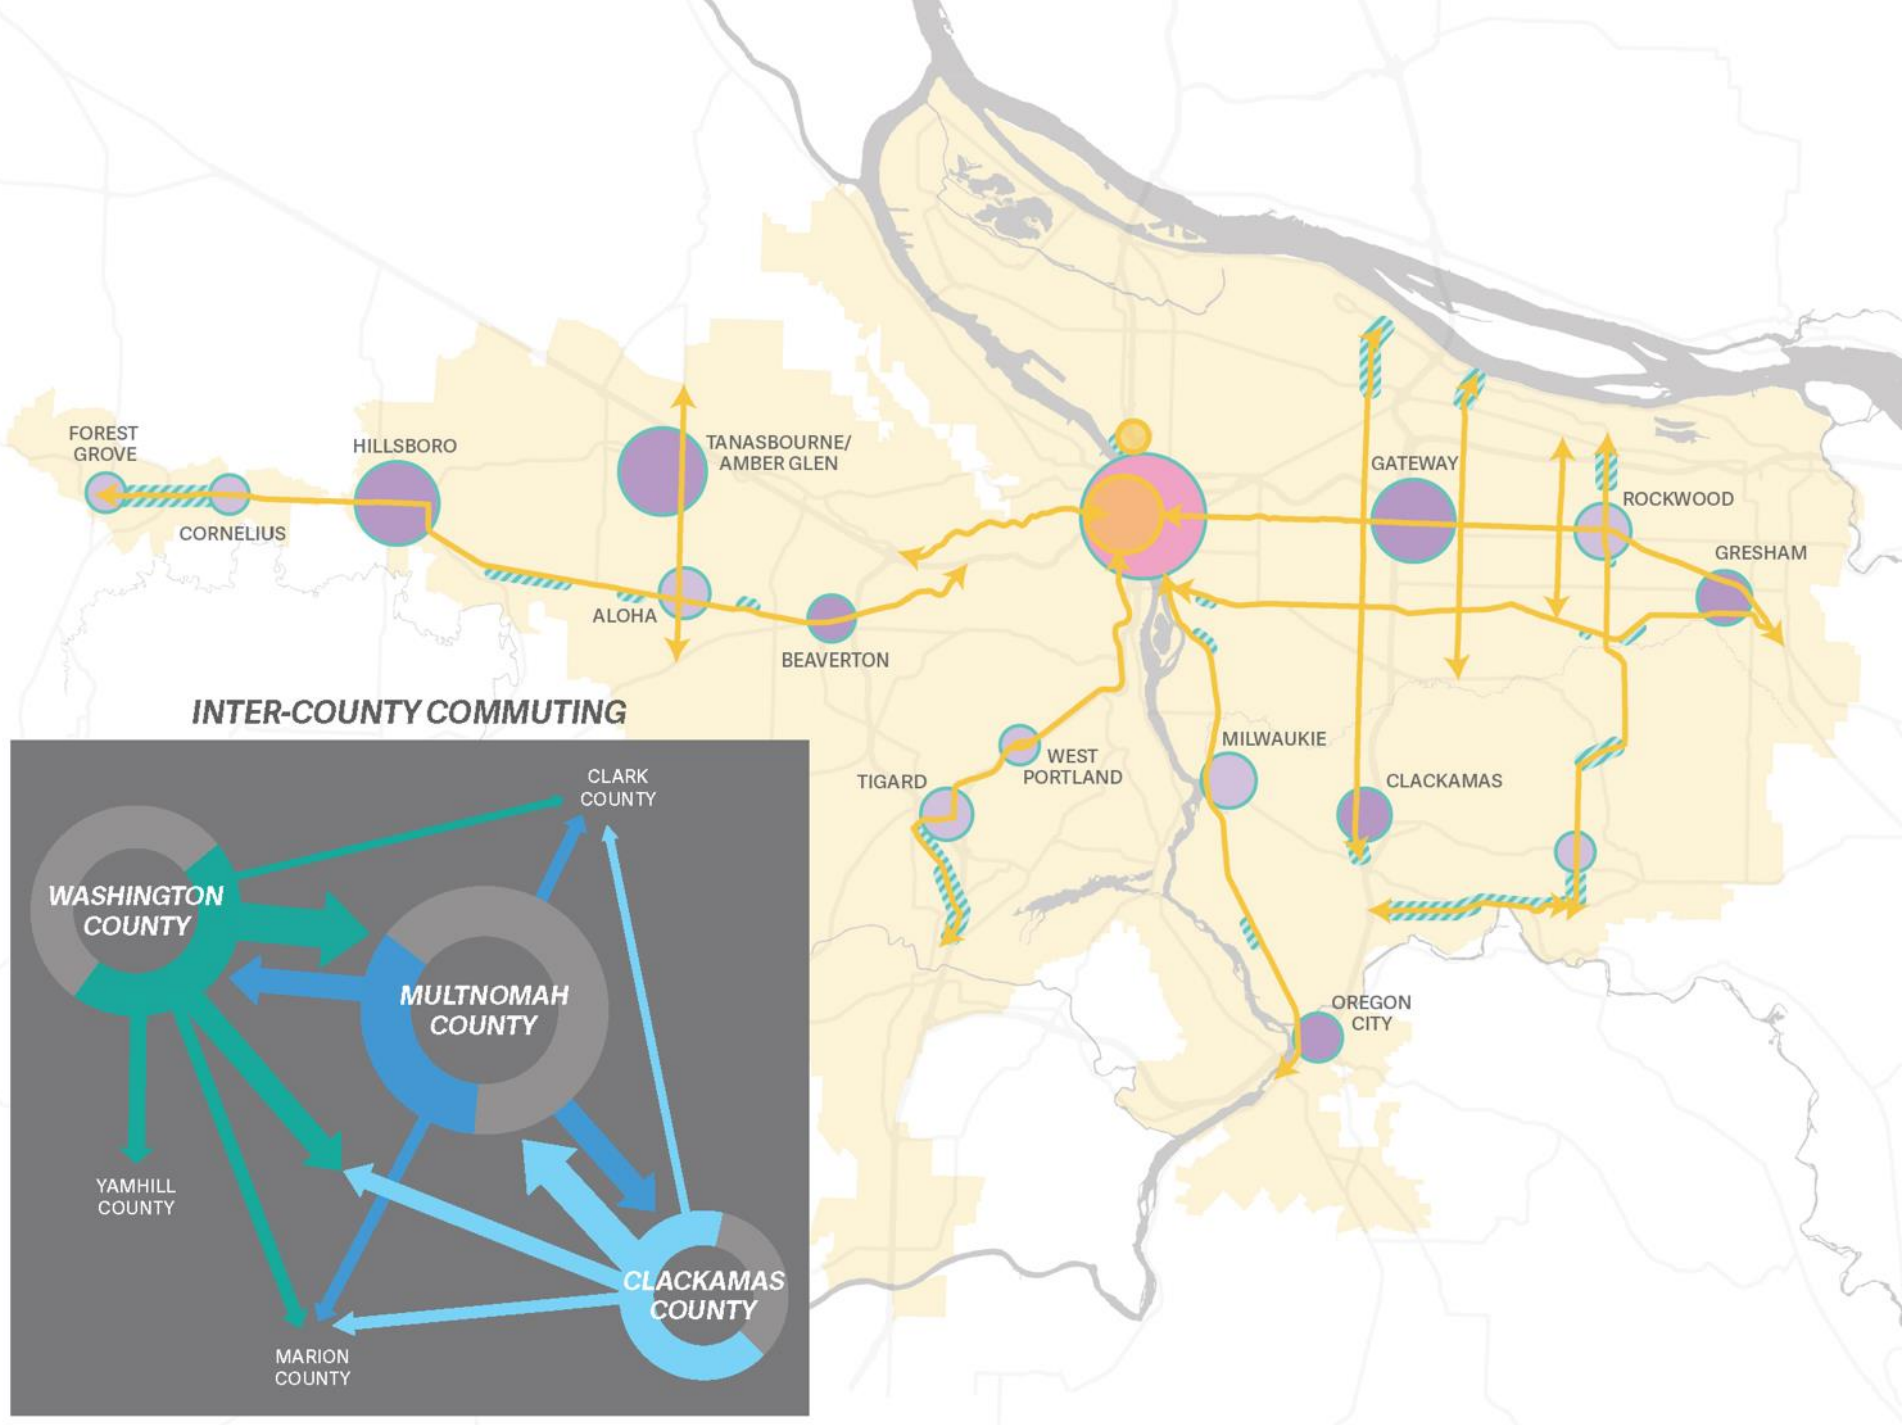 FOREST
GROVE
CORNELIUS
HILLSBORO
TANASBOURNE/
AMBER GLEN
ALOHA
BEAVERTON
GATEWAY
ROCKWOOD
GRESHAM
TIGARD
WEST
PORTLAND
MILWAUKIE
CLACKAMAS
OREGON
CITY
INTER-COUNTY COMMUTING
CLARK
COUNTY
WASHINGTON
COUNTY
MULTNOMAH
COUNTY
YAMHILL
COUNTY
CLACKAMAS
COUNTY
MARION
COUNTY